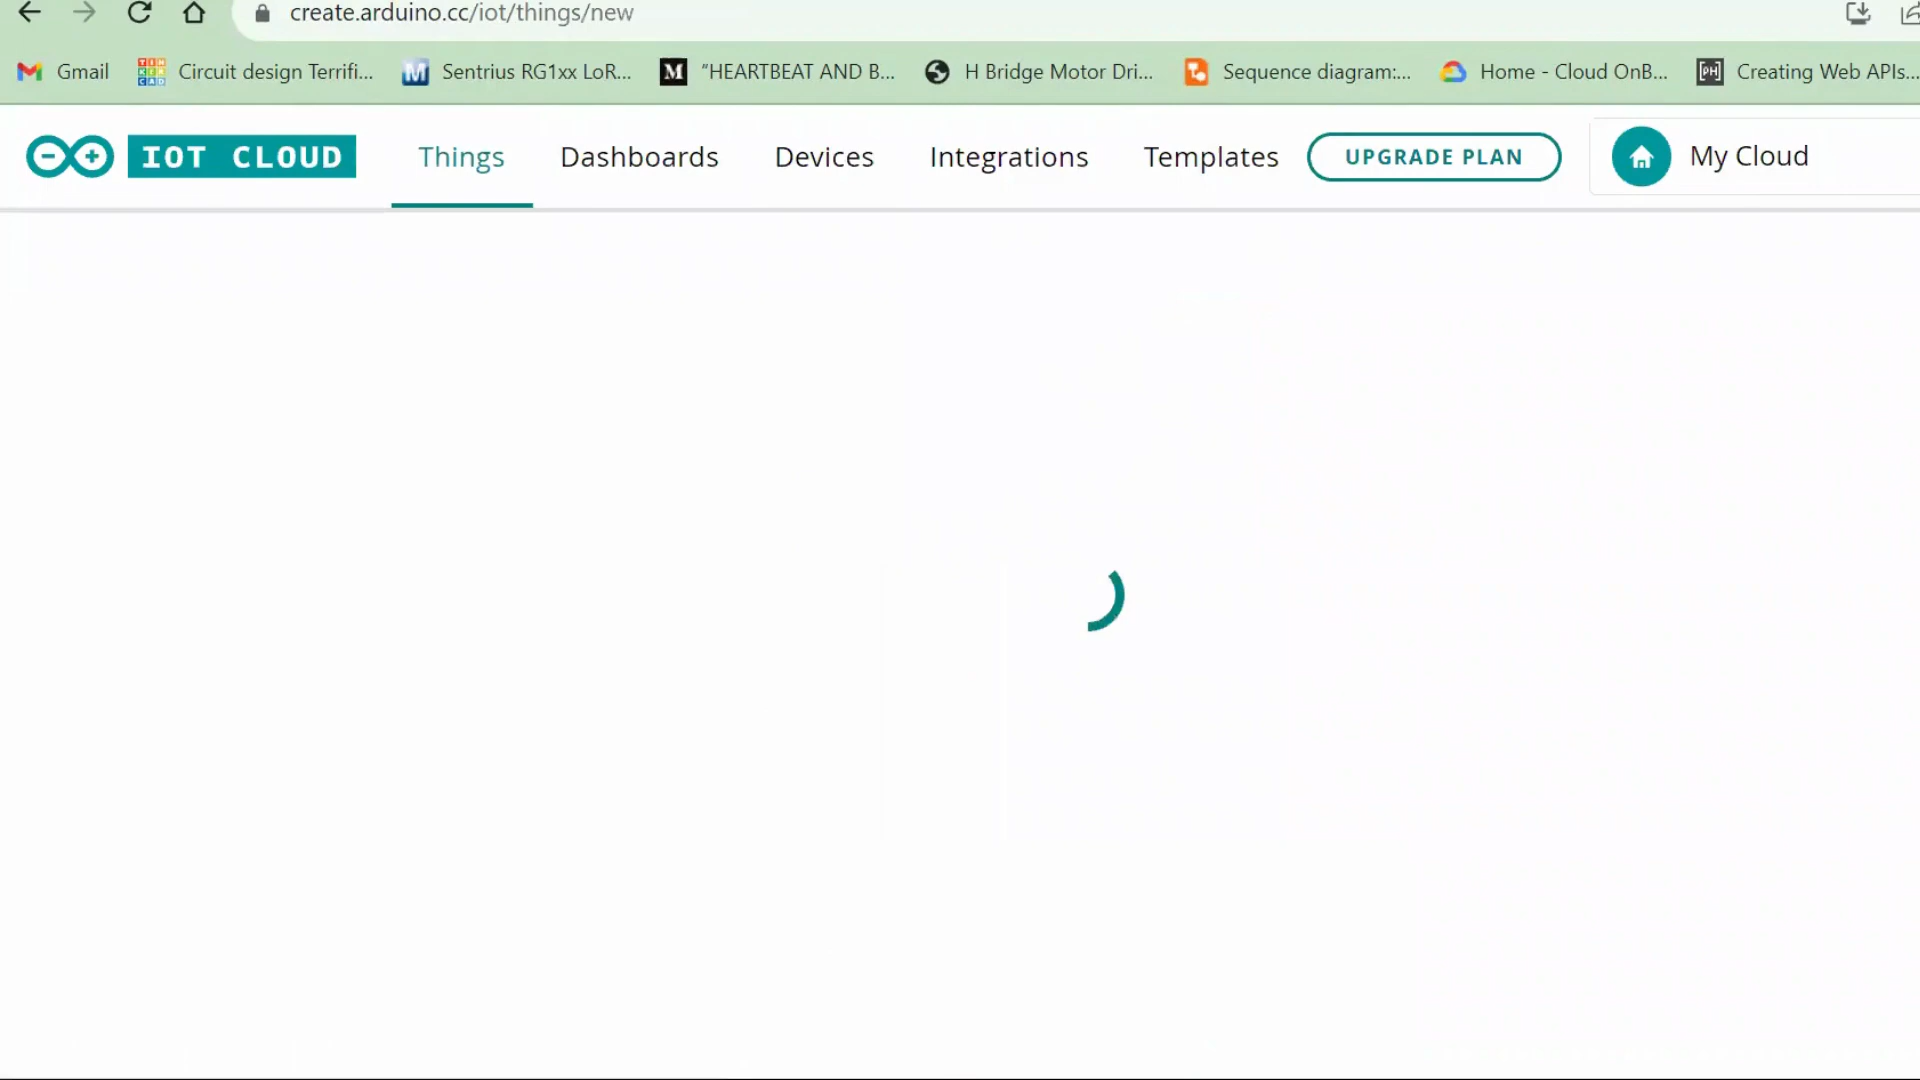 create.arduino.cc/iot/things/new
Gmail
Circuit design Terrifi...
M Sentrius RG1xx LoR...
M "HEARTBEAT AND B...
H Bridge Motor Dri...
Sequence diagram:...
Home - Cloud OnB...
[PH] Creating Web APIs...
IOT CLOUD
Things
Dashboards
Devices
Integrations
Templates
UPGRADE PLAN
My Cloud